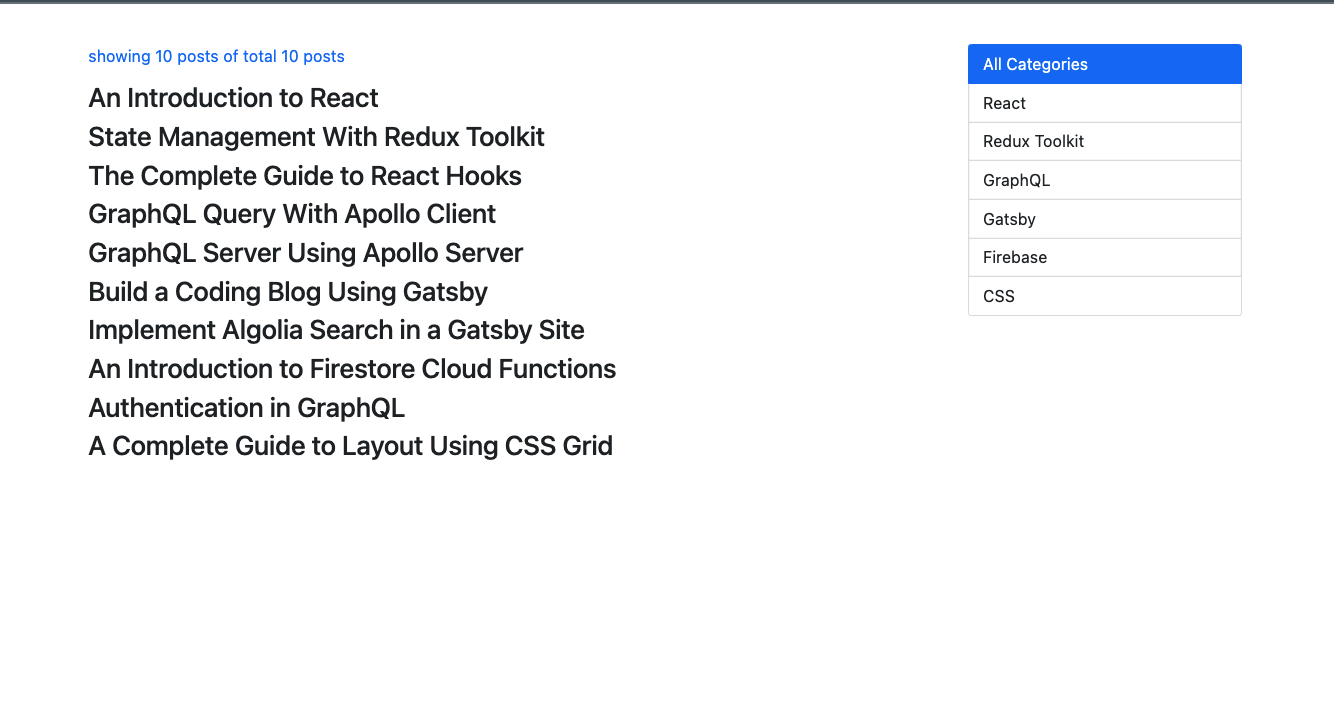 showing 10 posts of total 10 posts
An Introduction to React
State Management With Redux Toolkit
The Complete Guide to React Hooks
GraphQL Query With Apollo Client
GraphQL Server Using Apollo Server
Build a Coding Blog Using Gatsby
Implement Algolia Search in a Gatsby Site
An Introduction to Firestore Cloud Functions
Authentication in GraphQL
A Complete Guide to Layout Using CSS Grid
All Categories
React
Redux Toolkit
GraphQL
Gatsby
Firebase
CSS